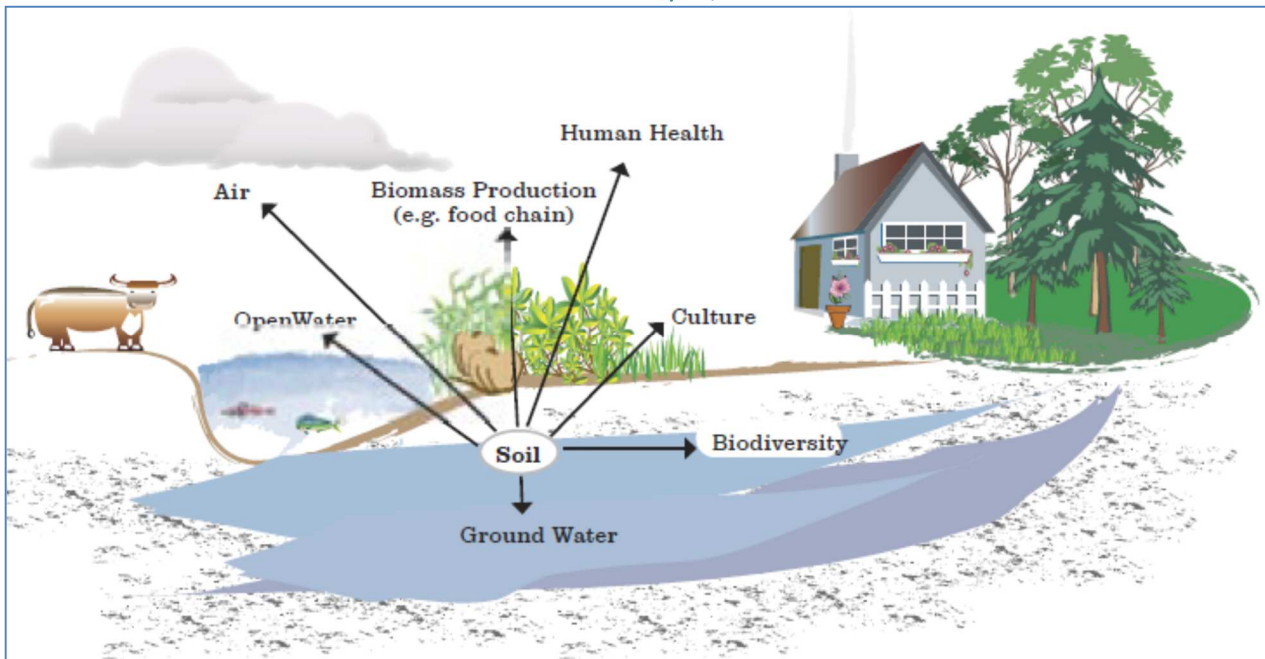 Human Health
Air
Biomass Production
(e.g. food chain)
OpenWater
Culture
Soil
Biodiversity
Ground Water